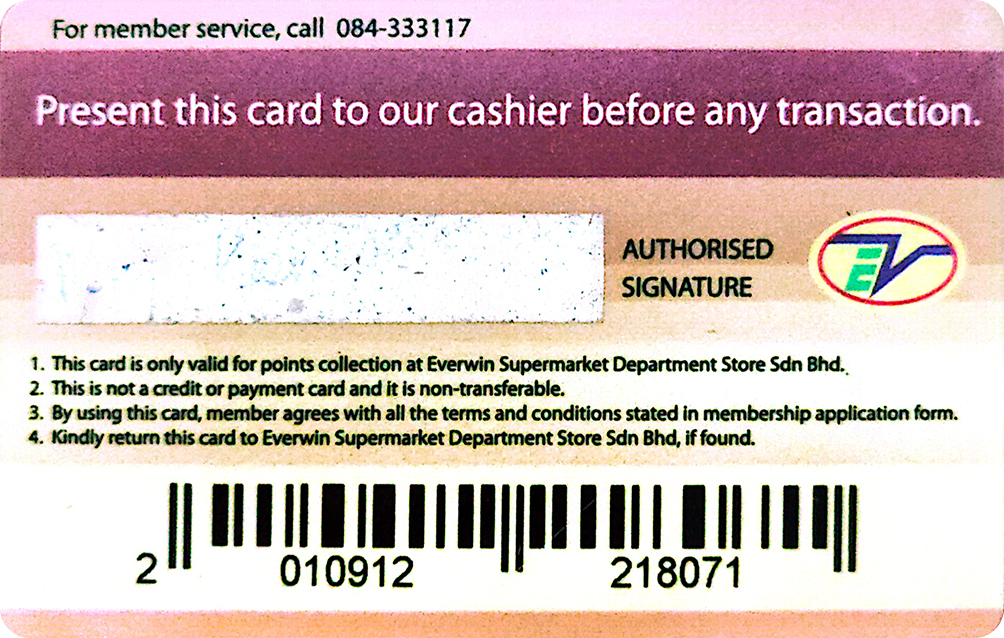 For member service, call 084-333117
Present this card to our cashier before any transaction.
AUTHORISED
SIGNATURE
EV
1. This card is only valid for points collection at Everwin Supermarket Department Store Sdn Bhd.
2. This is not a credit or payment card and it is non-transferable.
3. By using this card, member agrees with all the terms and conditions stated in membership application form.
4. Kindly return this card to Everwin Supermarket Department Store Sdn Bhd, if found.
2 010912 218071